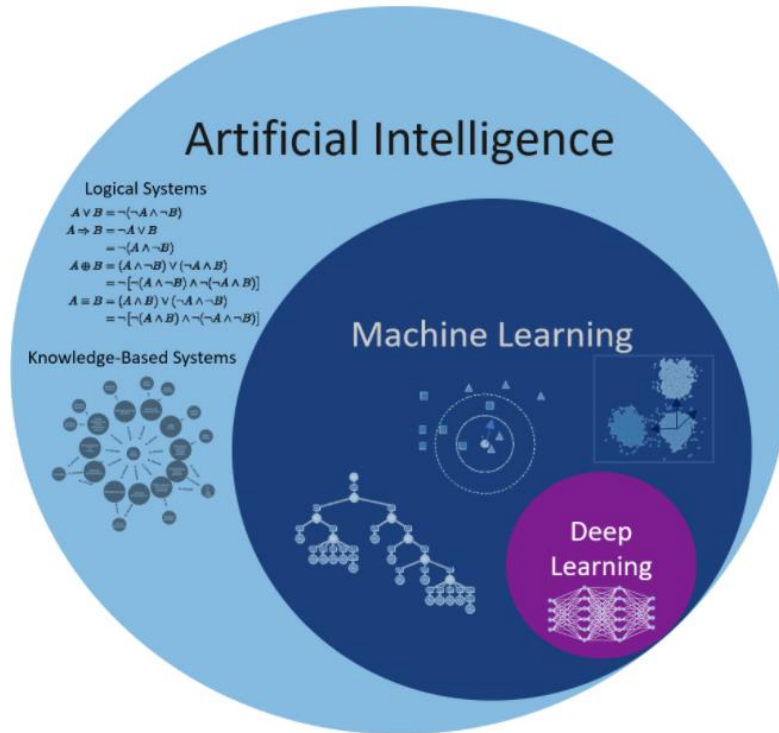 Artificial Intelligence
Logical Systems
A ∨ B = ¬(¬A ∧ ¬B)
A ⇒ B = ¬A ∨ B
= ¬(A ∧ ¬B)
A ⊕ B = (A ∧ ¬B) ∨ (¬A ∧ B)
= ¬[¬(A ∧ ¬B) ∧ ¬(¬A ∧ B)]
A ≡ B = (A ∧ B) ∨ (¬A ∧ ¬B)
= ¬[¬(A ∧ B) ∧ ¬(¬A ∧ ¬B)]
Knowledge-Based Systems
Machine Learning
Deep
Learning